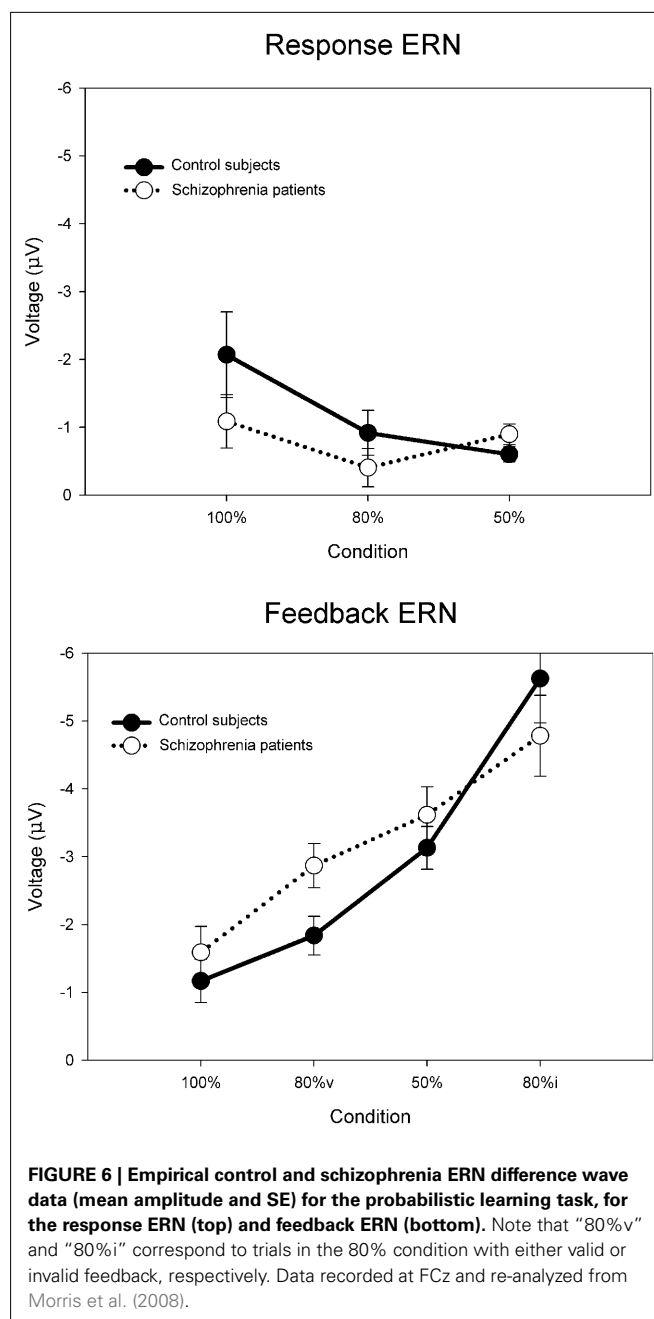 Response ERN
-6
-5
-4
-3
-2
-1
0
Voltage (µV)
Control subjects
Schizophrenia patients
100%
80%
50%
Condition
Feedback ERN
-6
-5
-4
-3
-2
-1
0
Voltage (µV)
Control subjects
Schizophrenia patients
100%
80%v
50%
80%i
Condition
FIGURE 6 | Empirical control and schizophrenia ERN difference wave
data (mean amplitude and SE) for the probabilistic learning task, for
the response ERN (top) and feedback ERN (bottom). Note that “80%v”
and “80%i” correspond to trials in the 80% condition with either valid or
invalid feedback, respectively. Data recorded at FCz and re-analyzed from
Morris et al. (2008).